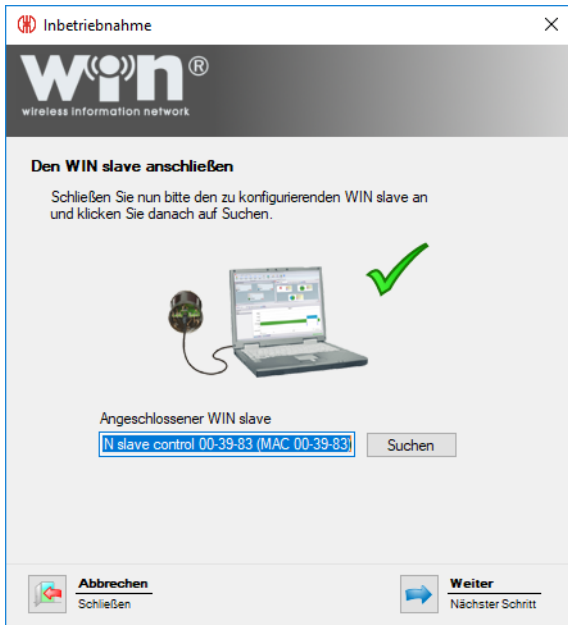 Inbetriebnahme
WIN®
wireless information network
Den WIN slave anschließen
Schließen Sie nun bitte den zu konfigurierenden WIN slave an
und klicken Sie danach auf Suchen.
Angeschlossener WIN slave
N slave control 00-39-83 (MAC 00-39-83)
Suchen
Abbrechen
Schließen
Weiter
Nächster Schritt